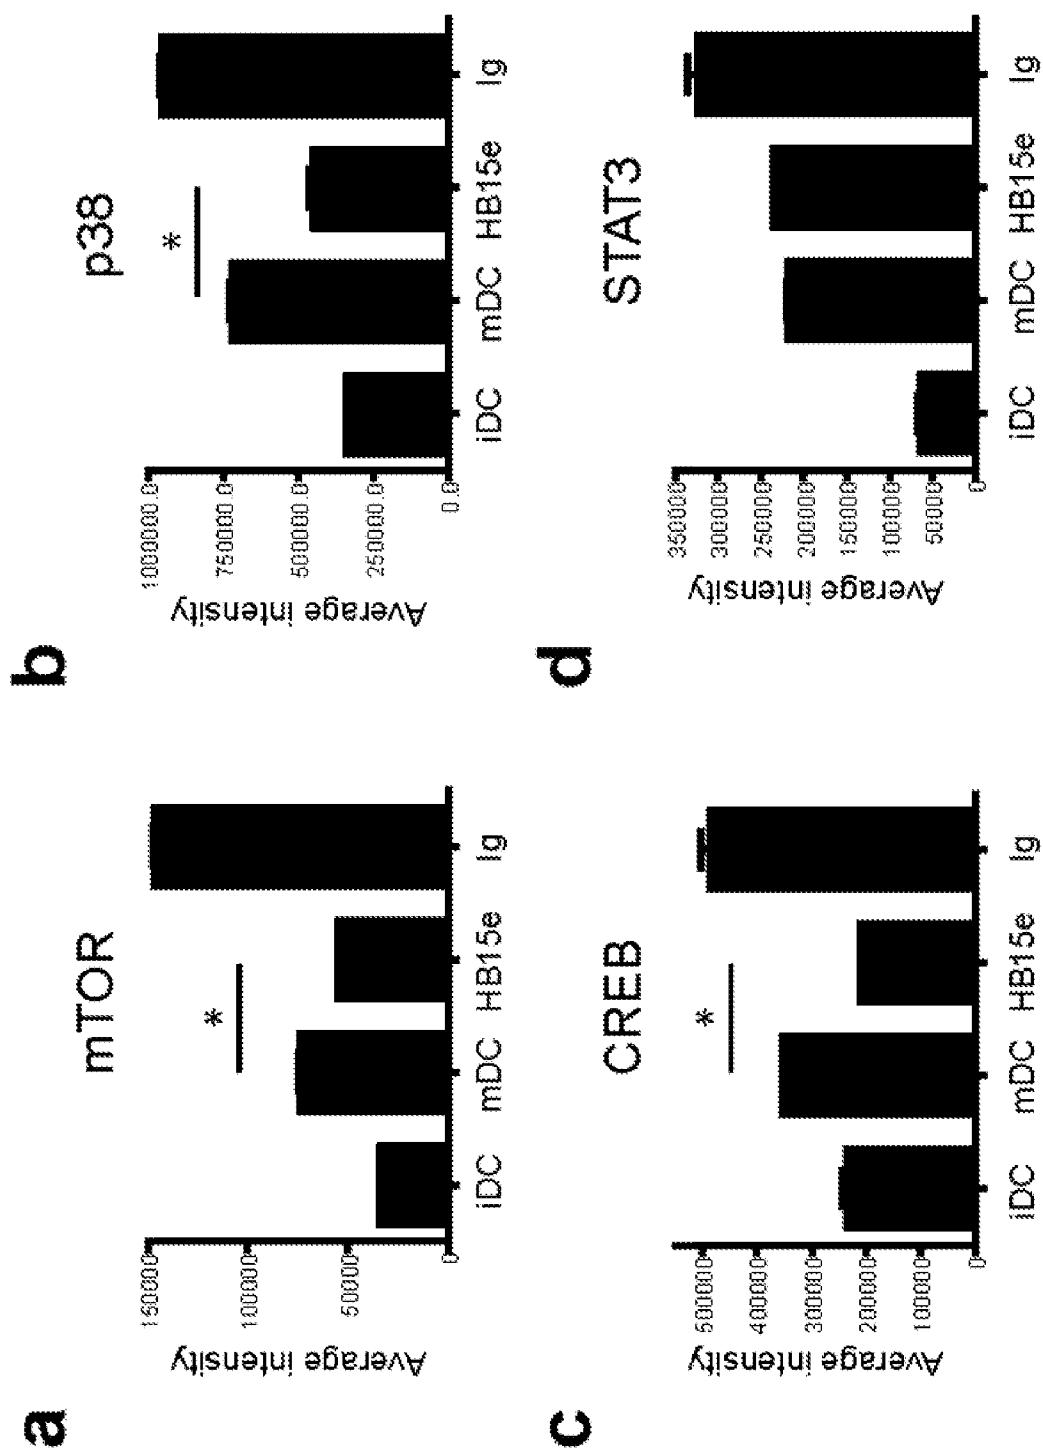 a
mTOR
Average intensity
150000
100000
50000
0
*
iDC mDC HB15e Ig
b
p38
Average intensity
1000000.0
750000.0
500000.0
250000.0
0.0
*
iDC mDC HB15e Ig
c
CREB
Average intensity
500000
400000
300000
200000
100000
0
*
iDC mDC HB15e Ig
d
STAT3
Average intensity
350000
300000
250000
200000
150000
100000
50000
0
iDC mDC HB15e Ig